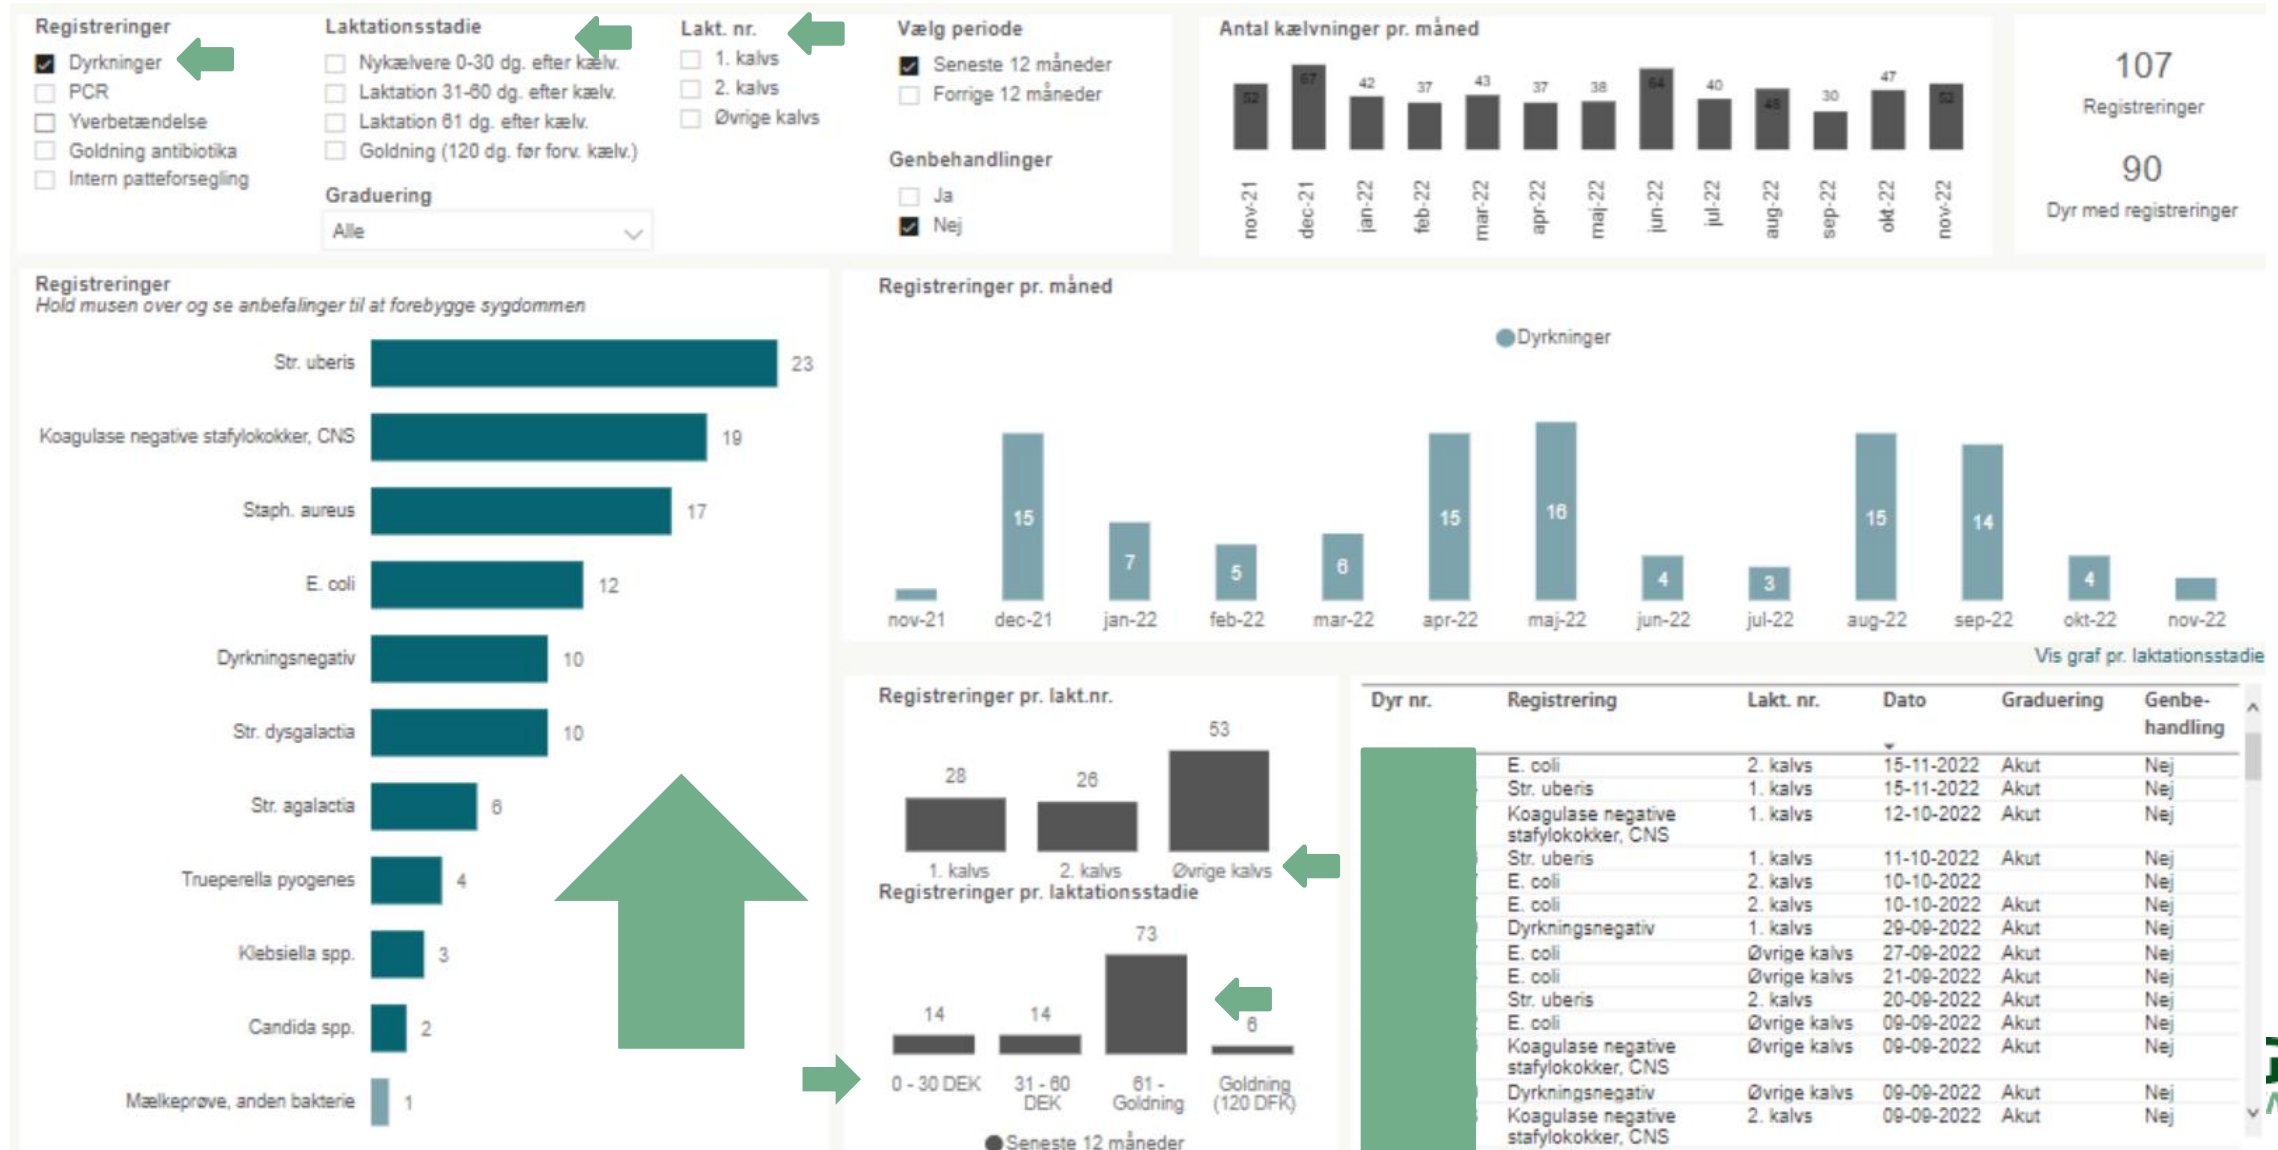 Registreringer
Dyrkninger
PCR
Yverbetændelse
Goldning antibiotika
Intern patteforsegling
Laktationsstadie
Nykælvere 0-30 dg. efter kælv.
Laktation 31-60 dg. efter kælv.
Laktation 61 dg. efter kælv.
Goldning (120 dg. før forv. kælv.)
Graduering
Alle
Lakt. nr.
1. kalvs
2. kalvs
Øvrige kalvs
Vælg periode
Seneste 12 måneder
Forrige 12 måneder
Genbehandlinger
Ja
Nej
Antal kælvninger pr. måned
52 67 42 37 43 37 38 64 40 48 30 47 52
nov-21 dec-21 jan-22 feb-22 mar-22 apr-22 maj-22 jun-22 jul-22 aug-22 sep-22 okt-22 nov-22
107
Registreringer
90
Dyr med registreringer
Registreringer
Hold musen over og se anbefalinger til at forebygge sygdommen
Str. uberis 23
Koagulase negative stafylokokker, CNS 19
Staph. aureus 17
E. coli 12
Dyrkningsnegativ 10
Str. dysgalactia 10
Str. agalactia 6
Trueperella pyogenes 4
Klebsiella spp. 3
Candida spp. 2
Mælkeprøve, anden bakterie 1
Registreringer pr. måned
Dyrkninger
15 7 5 6 15 16 4 3 15 14 4
nov-21 dec-21 jan-22 feb-22 mar-22 apr-22 maj-22 jun-22 jul-22 aug-22 sep-22 okt-22 nov-22
Vis graf pr. laktationsstadie
Registreringer pr. lakt.nr.
28 26 53
1. kalvs 2. kalvs Øvrige kalvs
Registreringer pr. laktationsstadie
14 14 73 6
0 - 30 DEK 31 - 60 61 - Goldning
DEK Goldning (120 DFK)
Seneste 12 måneder
Dyr nr. Registrering Lakt. nr. Dato Graduering Genbe-
handling
E. coli 2. kalvs 15-11-2022 Akut Nej
Str. uberis 1. kalvs 15-11-2022 Akut Nej
Koagulase negative 1. kalvs 12-10-2022 Akut Nej
stafylokokker, CNS
Str. uberis 1. kalvs 11-10-2022 Akut Nej
E. coli 2. kalvs 10-10-2022 Nej
E. coli 2. kalvs 10-10-2022 Akut Nej
Dyrkningsnegativ 1. kalvs 29-09-2022 Akut Nej
E. coli Øvrige kalvs 27-09-2022 Akut Nej
E. coli Øvrige kalvs 21-09-2022 Akut Nej
Str. uberis 2. kalvs 20-09-2022 Akut Nej
E. coli Øvrige kalvs 09-09-2022 Akut Nej
Koagulase negative Øvrige kalvs 09-09-2022 Akut Nej
stafylokokker, CNS
Dyrkningsnegativ Øvrige kalvs 09-09-2022 Akut Nej
Koagulase negative 2. kalvs 09-09-2022 Akut Nej
stafylokokker, CNS